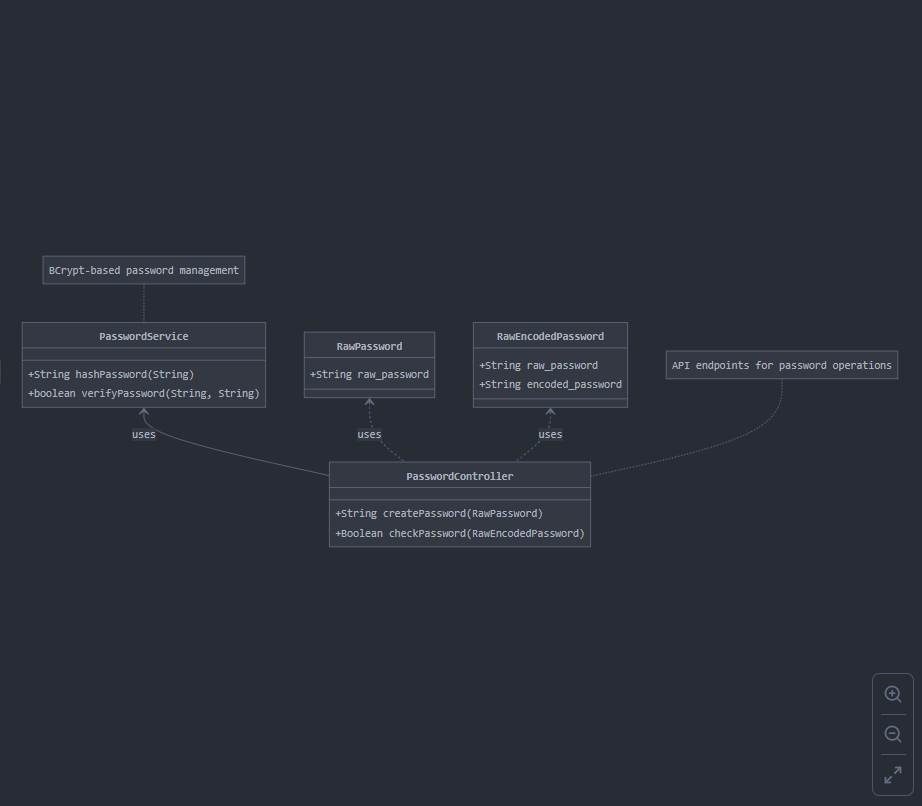 BCrypt-based password management
PasswordService
+String hashPassword(String)
+boolean verifyPassword(String, String)
RawPassword
+String raw_password
RawEncodedPassword
+String raw_password
+String encoded_password
API endpoints for password operations
uses
uses
uses
PasswordController
+String createPassword(RawPassword)
+Boolean checkPassword(RawEncodedPassword)